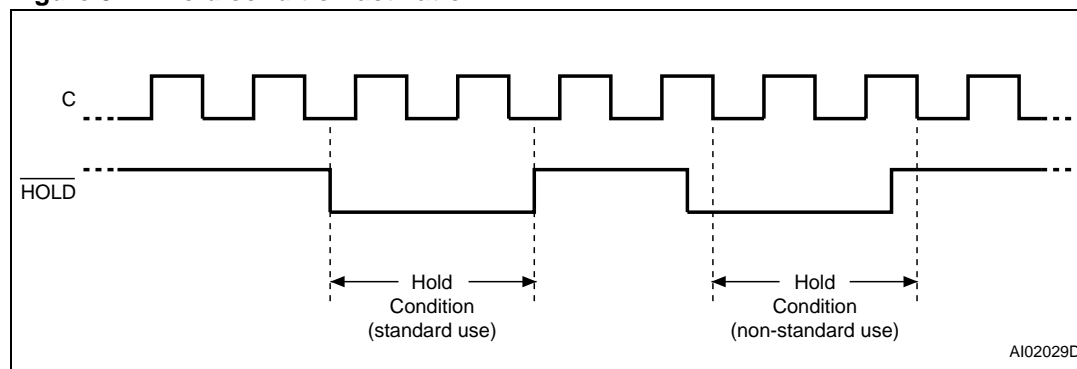 C
HOLD
Hold
Condition
(standard use)
Hold
Condition
(non-standard use)
AI02029D